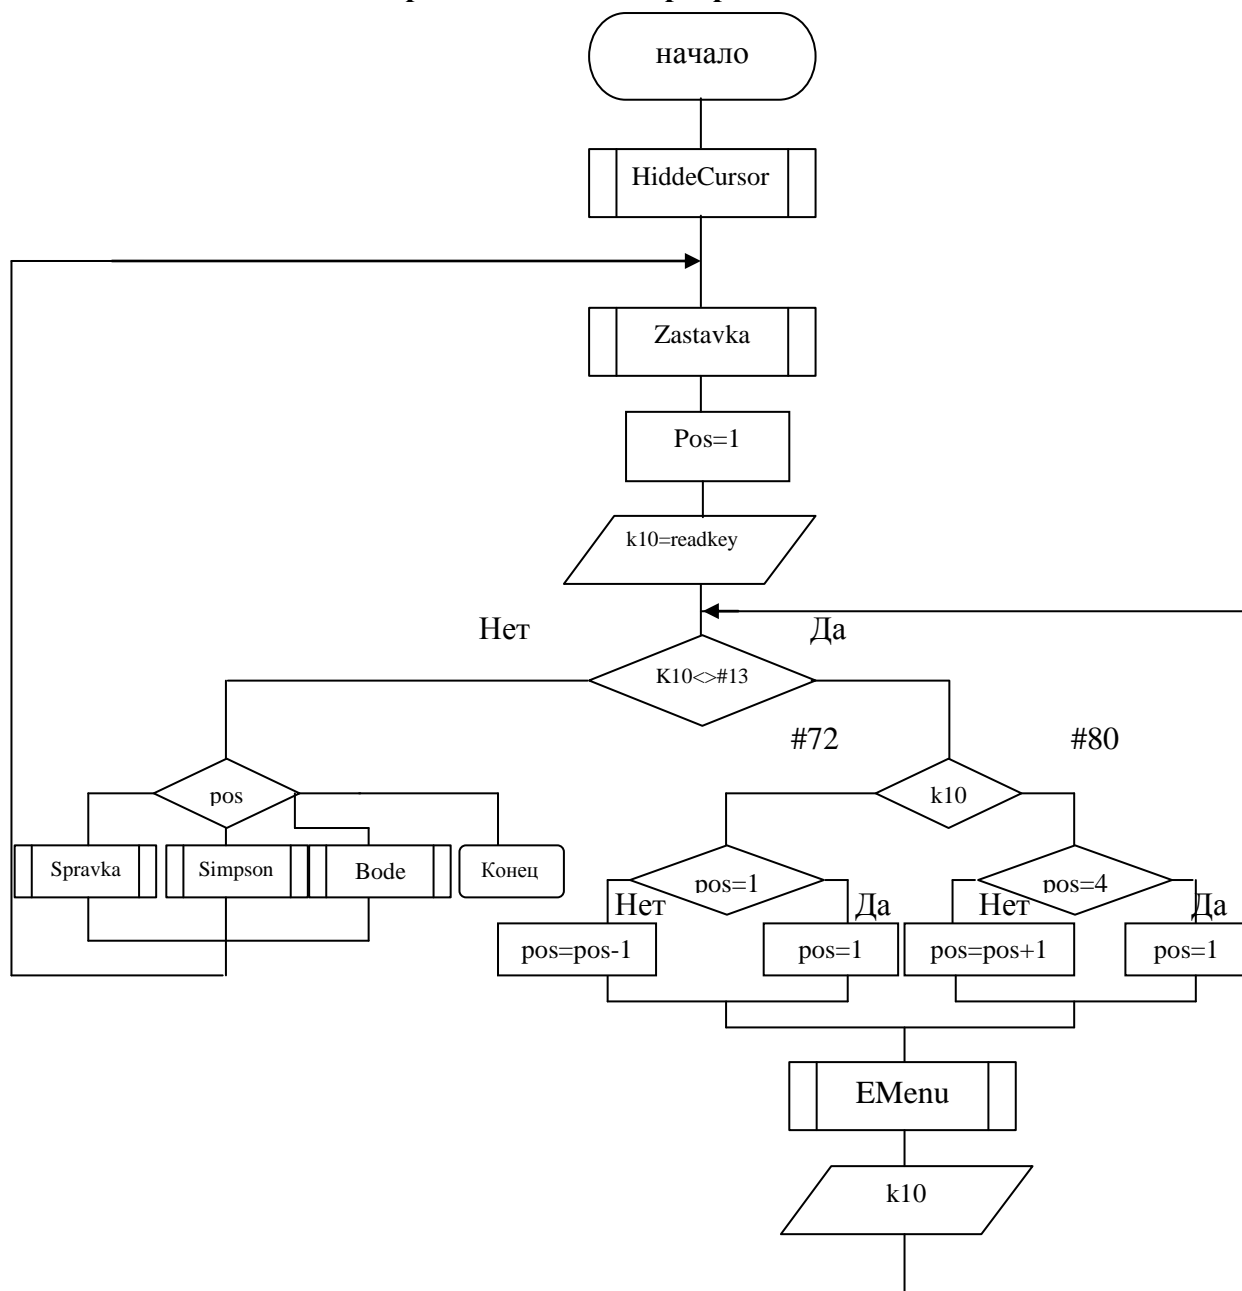 начало
HiddeCursor
Zastavka
Pos=1
k10=readkey
Нет
Да
K10<>#13
#72
#80
pos
k10
Spravka
Simpson
Bode
Конец
pos=1
pos=4
Нет
Да
Нет
Да
pos=pos-1
pos=1
pos=pos+1
pos=1
EMenu
k10